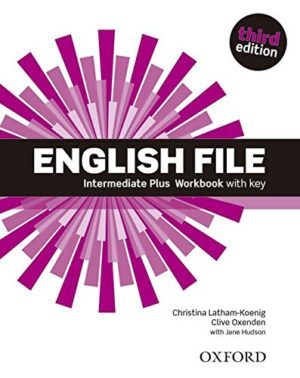 third
edition
ENGLISH FILE
Intermediate Plus Workbook with key
Christina Latham-Koenig
Clive Oxenden
with Jane Hudson
OXFORD